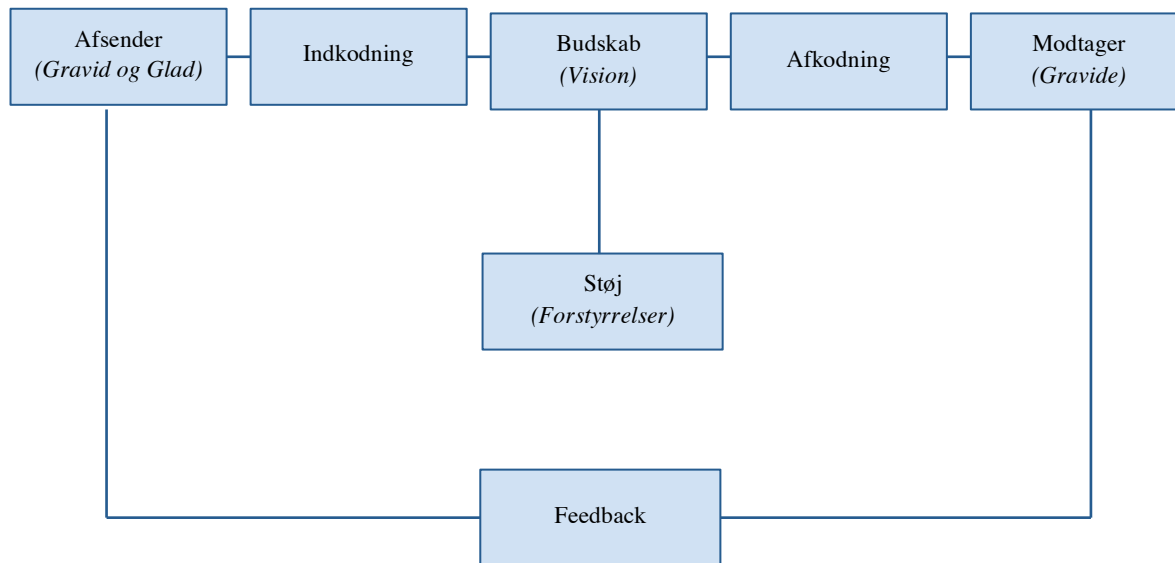 Afsender
(Gravid og Glad)
Indkodning
Budskab
(Vision)
Afkodning
Modtager
(Gravide)
Støj
(Forstyrrelser)
Feedback